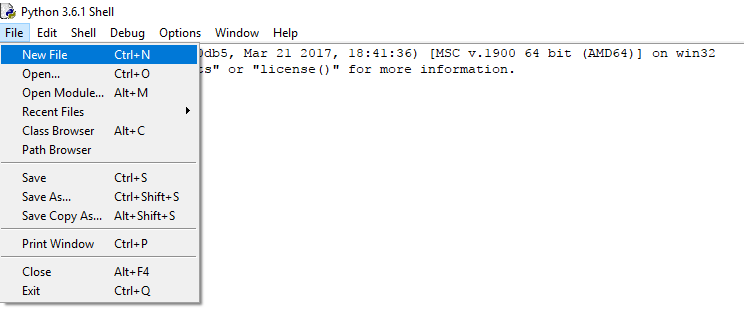 Python 3.6.1 Shell
File Edit Shell Debug Options Window Help
New File Ctrl+N
0db5, Mar 21 2017, 18:41:36) [MSC v.1900 64 bit (AMD64)] on win32
Open... Ctrl+O
" or "license()" for more information.
Open Module... Alt+M
Recent Files
Class Browser Alt+C
Path Browser
Save Ctrl+S
Save As... Ctrl+Shift+S
Save Copy As... Alt+Shift+S
Print Window Ctrl+P
Close Alt+F4
Exit Ctrl+Q